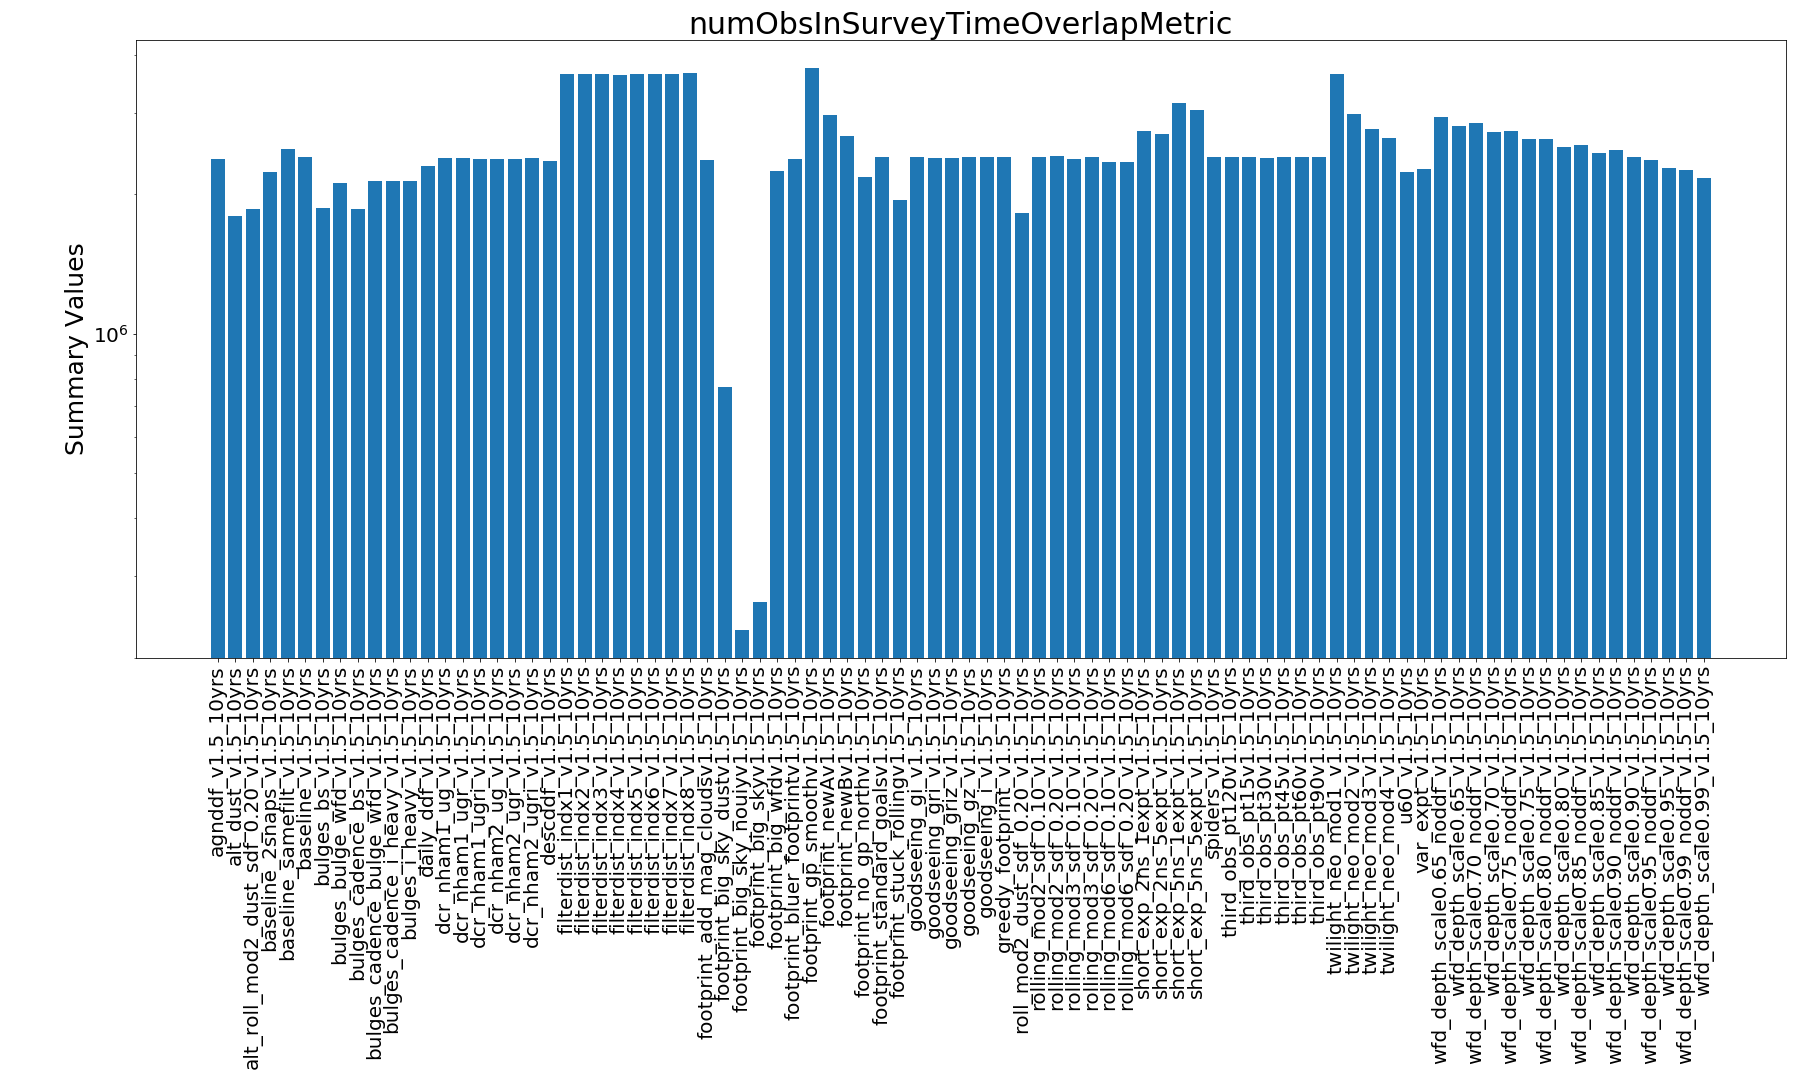 numObsInSurveyTimeOverlapMetric
Summary Values
10⁶
agnddf_v1.5_10yrs
alt_dust_v1.5_10yrs
alt_roll_mod2_dust_sdf_0.20_v1.5_10yrs
baseline_2snaps_v1.5_10yrs
baseline_samefilt_v1.5_10yrs
baseline_v1.5_10yrs
bulges_bs_v1.5_10yrs
bulges_bulge_wfd_v1.5_10yrs
bulges_cadence_bs_v1.5_10yrs
bulges_cadence_bulge_wfd_v1.5_10yrs
bulges_cadence_i_heavy_v1.5_10yrs
bulges_i_heavy_v1.5_10yrs
daily_ddf_v1.5_10yrs
dcr_nham1_ug_v1.5_10yrs
dcr_nham1_ugr_v1.5_10yrs
dcr_nham1_ugri_v1.5_10yrs
dcr_nham2_ug_v1.5_10yrs
dcr_nham2_ugr_v1.5_10yrs
dcr_nham2_ugri_v1.5_10yrs
descddf_v1.5_10yrs
filterdist_indx1_v1.5_10yrs
filterdist_indx2_v1.5_10yrs
filterdist_indx3_v1.5_10yrs
filterdist_indx4_v1.5_10yrs
filterdist_indx5_v1.5_10yrs
filterdist_indx6_v1.5_10yrs
filterdist_indx7_v1.5_10yrs
filterdist_indx8_v1.5_10yrs
footprint_add_mag_cloudsv1.5_10yrs
footprint_big_sky_dustv1.5_10yrs
footprint_big_sky_nouiyv1.5_10yrs
footprint_big_skyv1.5_10yrs
footprint_big_wfdv1.5_10yrs
footprint_bluer_footprintv1.5_10yrs
footprint_gp_smoothv1.5_10yrs
footprint_newAv1.5_10yrs
footprint_newBv1.5_10yrs
footprint_no_gp_northv1.5_10yrs
footprint_standard_goalsv1.5_10yrs
footprint_stuck_rollingv1.5_10yrs
goodseeing_gi_v1.5_10yrs
goodseeing_gri_v1.5_10yrs
goodseeing_griz_v1.5_10yrs
goodseeing_gz_v1.5_10yrs
goodseeing_i_v1.5_10yrs
greedy_footprint_v1.5_10yrs
roll_mod2_dust_sdf_0.20_v1.5_10yrs
rolling_mod2_sdf_0.10_v1.5_10yrs
rolling_mod2_sdf_0.20_v1.5_10yrs
rolling_mod3_sdf_0.10_v1.5_10yrs
rolling_mod3_sdf_0.20_v1.5_10yrs
rolling_mod6_sdf_0.10_v1.5_10yrs
rolling_mod6_sdf_0.20_v1.5_10yrs
short_exp_2ns_1expt_v1.5_10yrs
short_exp_2ns_5expt_v1.5_10yrs
short_exp_5ns_1expt_v1.5_10yrs
short_exp_5ns_5expt_v1.5_10yrs
spiders_v1.5_10yrs
third_obs_pt120v1.5_10yrs
third_obs_pt15v1.5_10yrs
third_obs_pt30v1.5_10yrs
third_obs_pt45v1.5_10yrs
third_obs_pt60v1.5_10yrs
third_obs_pt90v1.5_10yrs
twilight_neo_mod1_v1.5_10yrs
twilight_neo_mod2_v1.5_10yrs
twilight_neo_mod3_v1.5_10yrs
twilight_neo_mod4_v1.5_10yrs
u60_v1.5_10yrs
var_expt_v1.5_10yrs
wfd_depth_scale0.65_noddf_v1.5_10yrs
wfd_depth_scale0.65_v1.5_10yrs
wfd_depth_scale0.70_noddf_v1.5_10yrs
wfd_depth_scale0.70_v1.5_10yrs
wfd_depth_scale0.75_noddf_v1.5_10yrs
wfd_depth_scale0.75_v1.5_10yrs
wfd_depth_scale0.80_noddf_v1.5_10yrs
wfd_depth_scale0.80_v1.5_10yrs
wfd_depth_scale0.85_noddf_v1.5_10yrs
wfd_depth_scale0.85_v1.5_10yrs
wfd_depth_scale0.90_noddf_v1.5_10yrs
wfd_depth_scale0.90_v1.5_10yrs
wfd_depth_scale0.95_noddf_v1.5_10yrs
wfd_depth_scale0.95_v1.5_10yrs
wfd_depth_scale0.99_noddf_v1.5_10yrs
wfd_depth_scale0.99_v1.5_10yrs